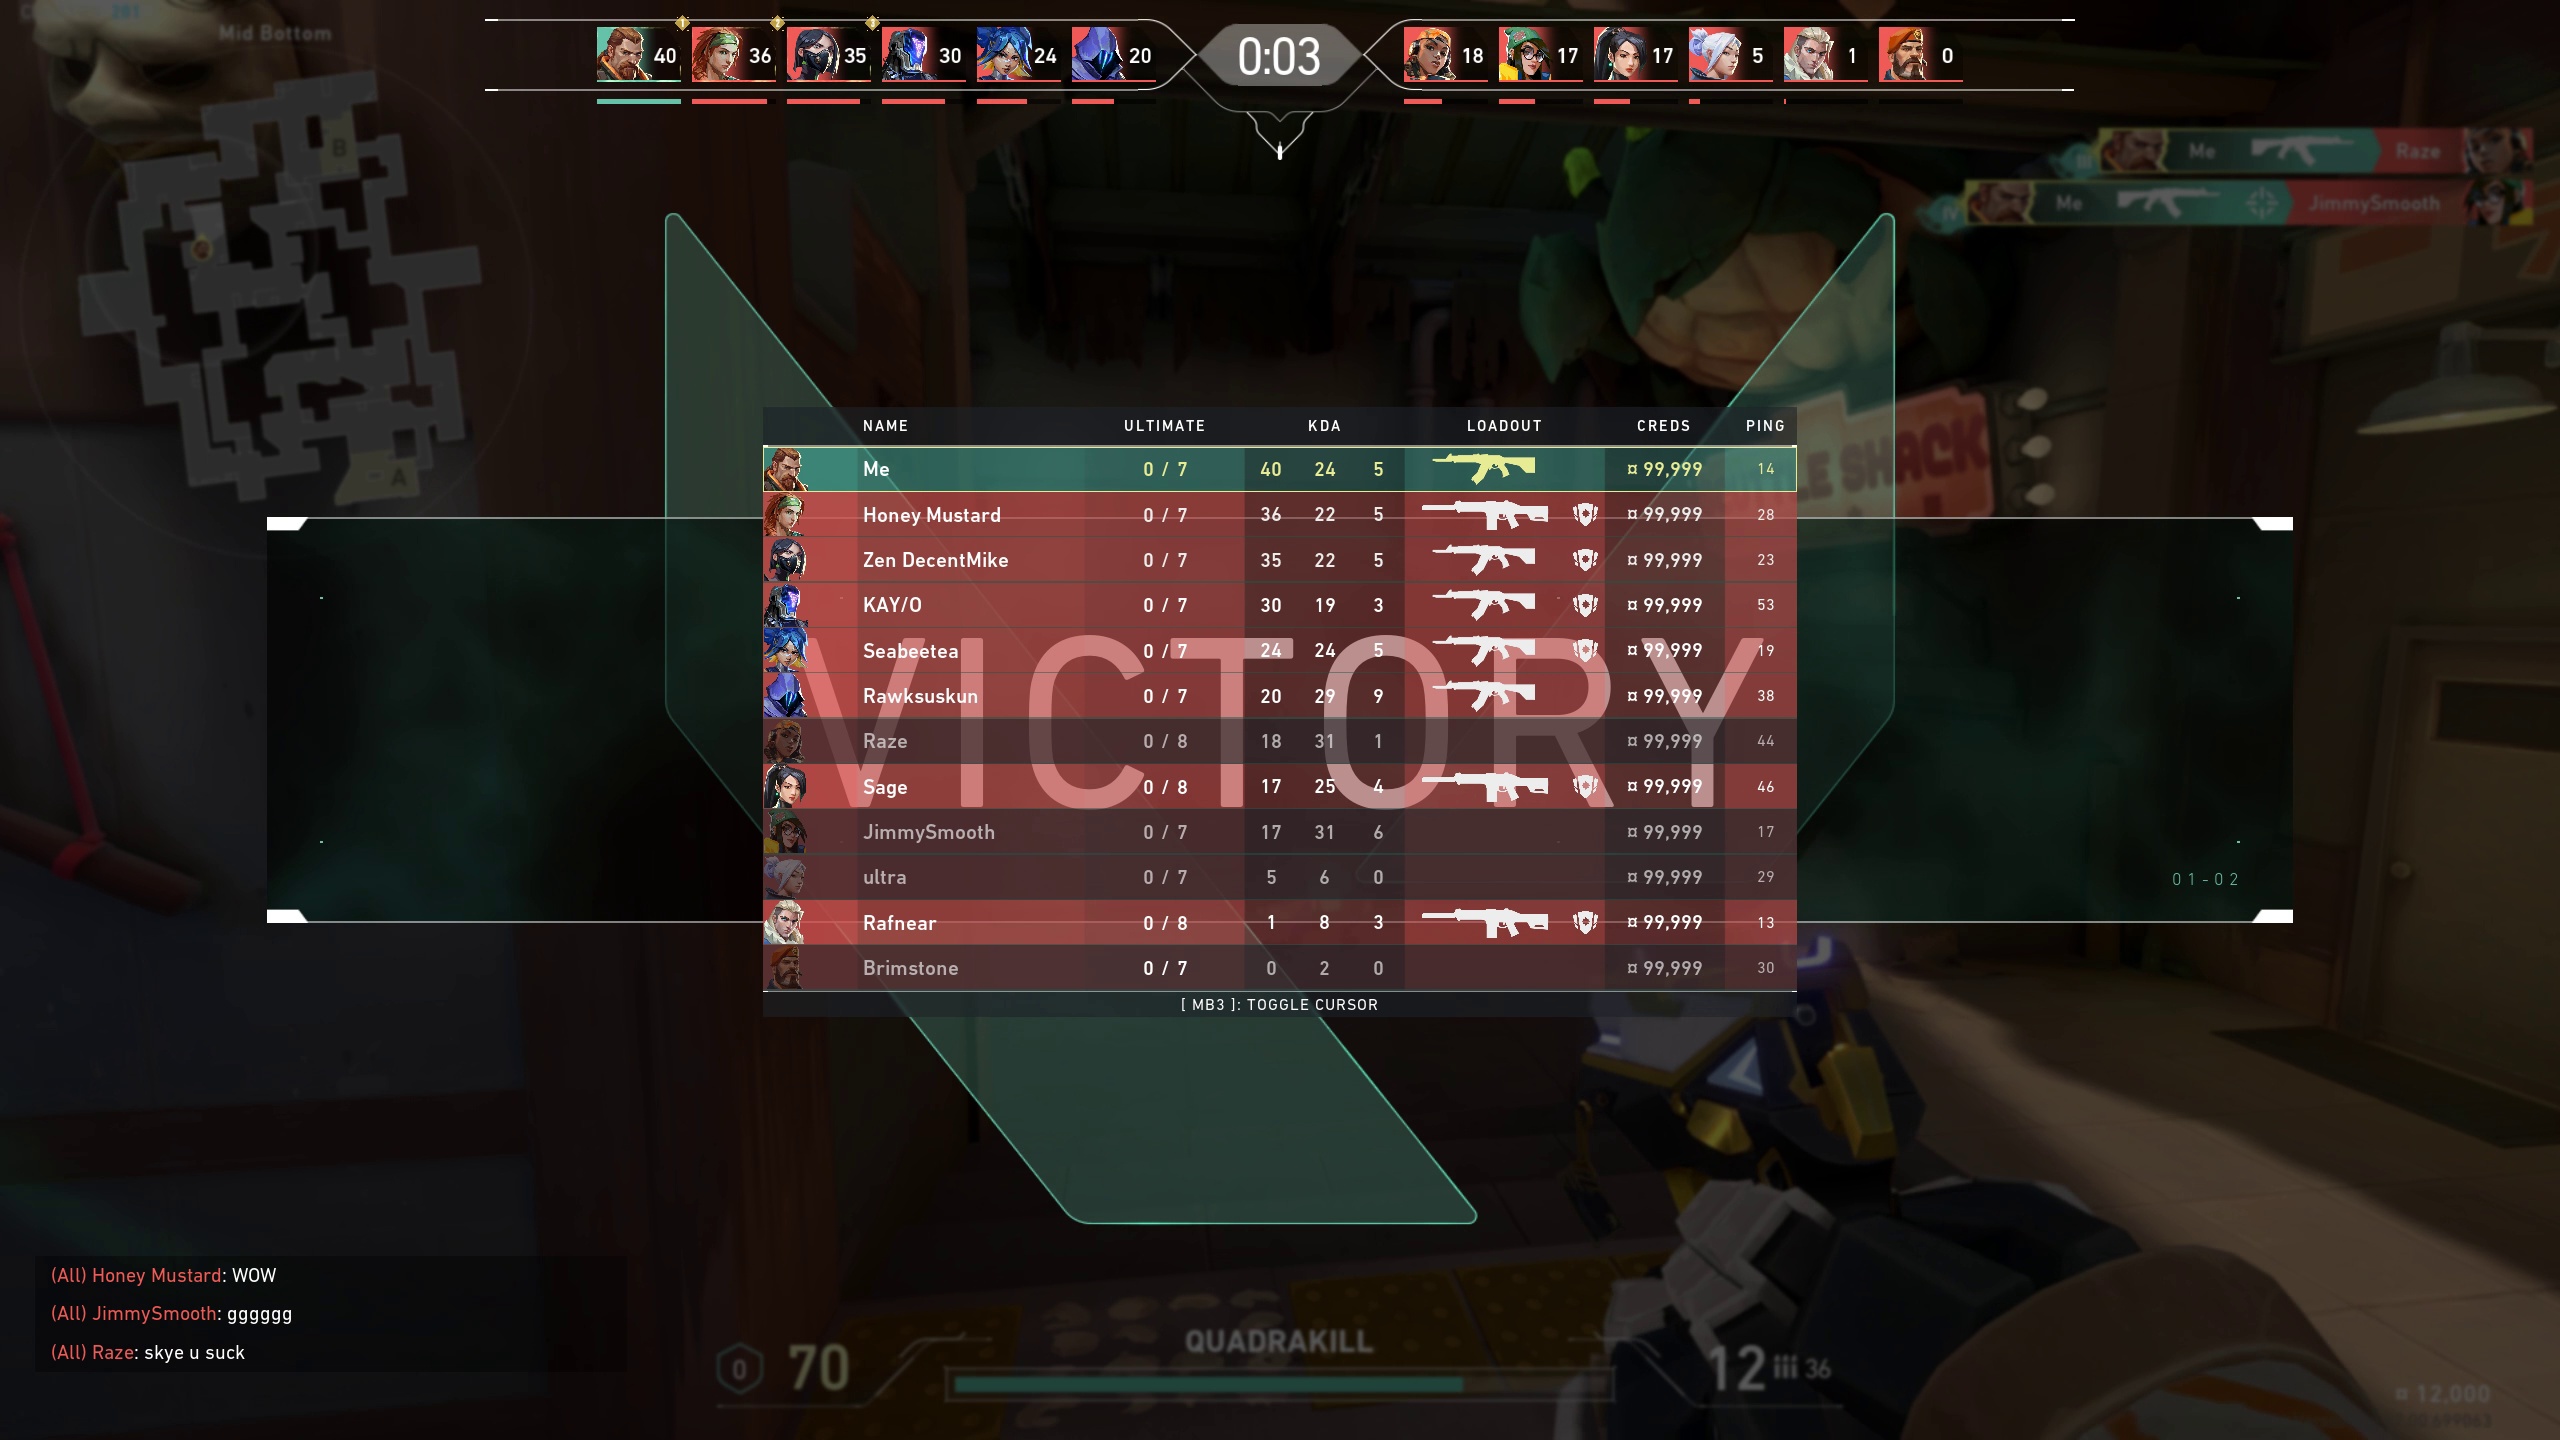 281
Mid Bottom
40 36 35 30 24 20 0:03 18 17 17 5 1 0
B
A
III Me Raze
IV Me JimmySmooth
NAME ULTIMATE KDA LOADOUT CREDS PING
Me 0 / 7 40 24 5 ¤ 99,999 14
Honey Mustard 0 / 7 36 22 5 ¤ 99,999 28
Zen DecentMike 0 / 7 35 22 5 ¤ 99,999 23
KAY/O 0 / 7 30 19 3 ¤ 99,999 53
Seabeetea 0 / 7 24 24 5 ¤ 99,999 19
Rawksuskun 0 / 7 20 29 9 ¤ 99,999 38
VICTORY
Raze 0 / 8 18 31 1 ¤ 99,999 44
Sage 0 / 8 17 25 4 ¤ 99,999 46
JimmySmooth 0 / 7 17 31 6 ¤ 99,999 17
ultra 0 / 7 5 6 0 ¤ 99,999 29
Rafnear 0 / 8 1 8 3 ¤ 99,999 13
Brimstone 0 / 7 0 2 0 ¤ 99,999 30
[ MB3 ]: TOGGLE CURSOR
01-02
SHACK
(All) Honey Mustard: WOW
(All) JimmySmooth: gggggg
(All) Raze: skye u suck
QUADRAKILL
0 70
12 36
¤ 12,000